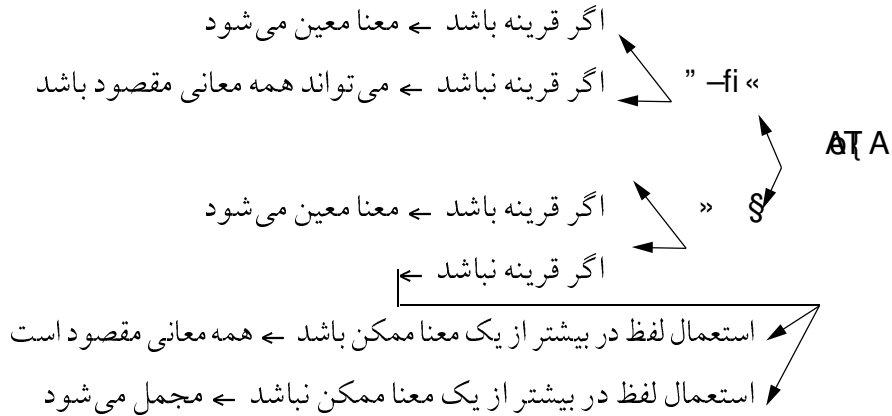 اگر قرینه باشد ← معنا معین می‌شود
” –fi «
اگر قرینه نباشد ← می‌تواند همه معانی مقصود باشد
اگر قرینه باشد ← معنا معین می‌شود
» §
اگر قرینه نباشد ←
استعمال لفظ در بیشتر از یک معنا ممکن باشد ← همه معانی مقصود است
استعمال لفظ در بیشتر از یک معنا ممکن نباشد ← مجمل می‌شود